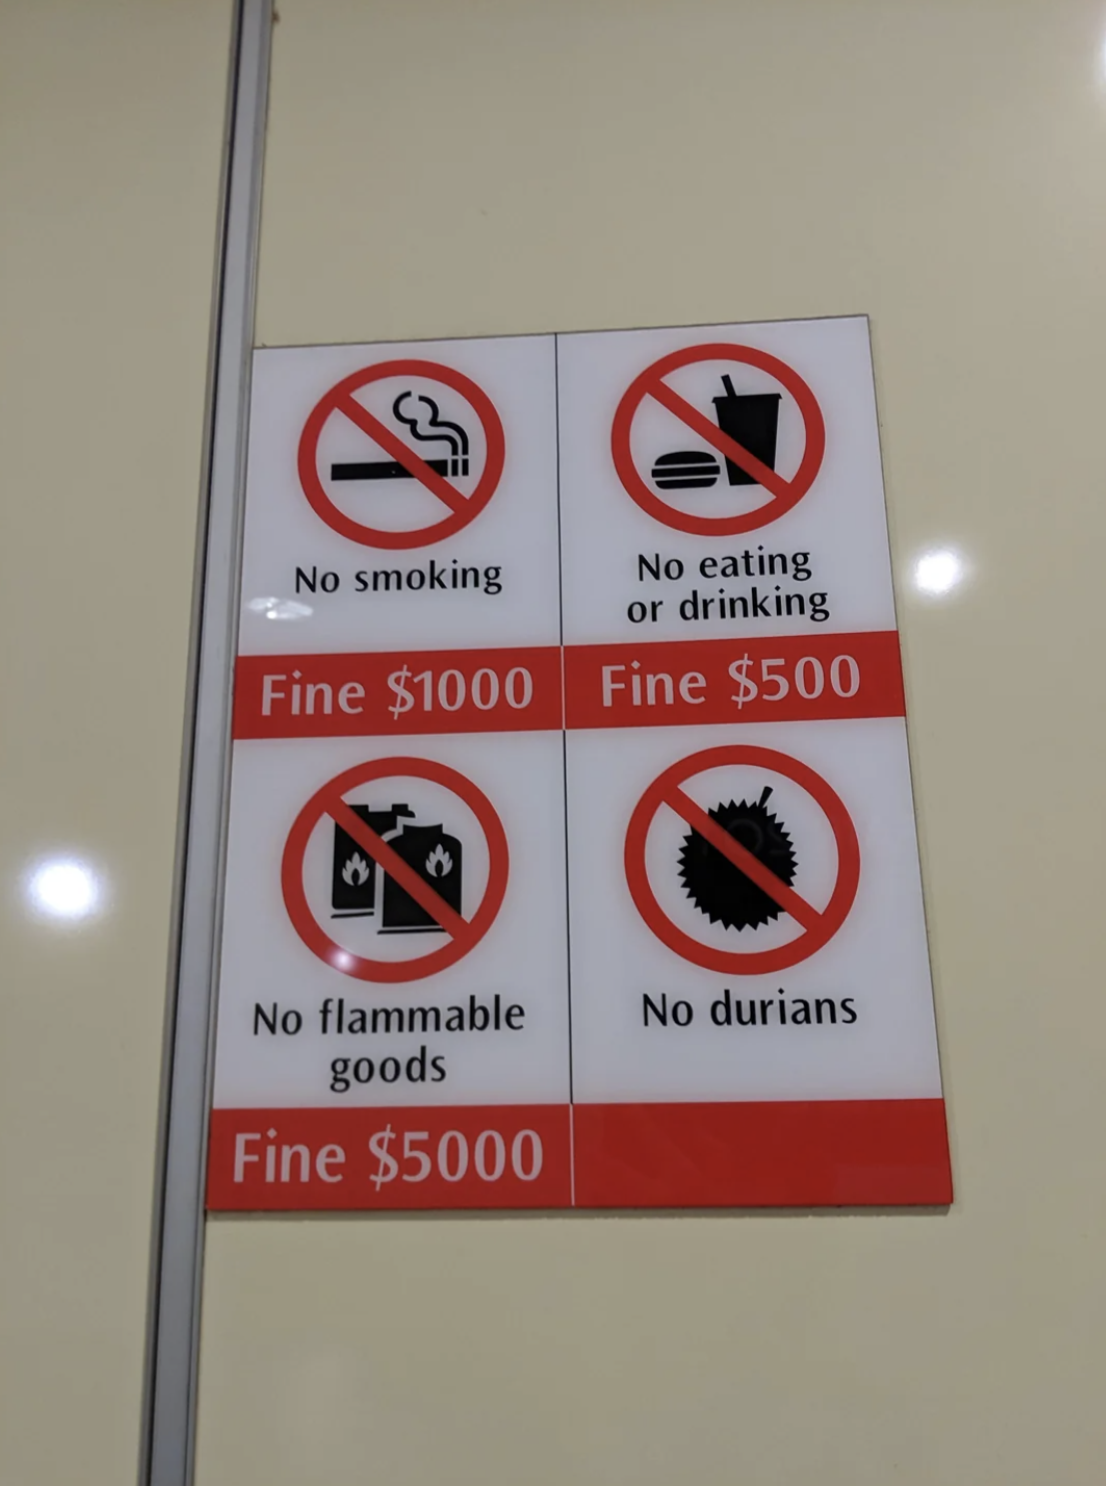 No smoking
Fine $1000
No eating
or drinking
Fine $500
No flammable
goods
Fine $5000
No durians